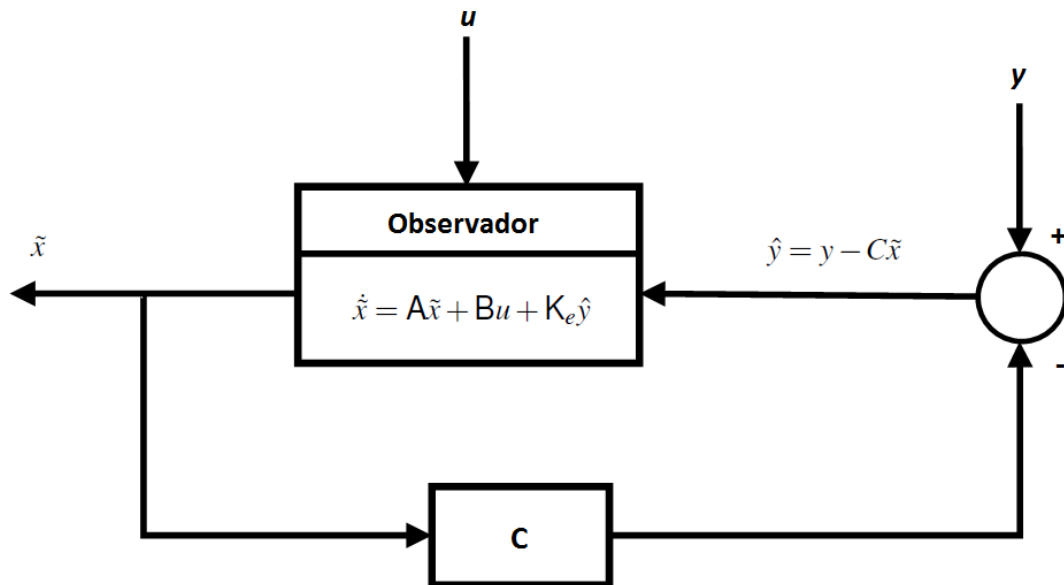 u
y
+
Observador
x̃
ŷ = y − Cx̃
x̃̇ = Ax̃ + Bu + Kₑŷ
-
C